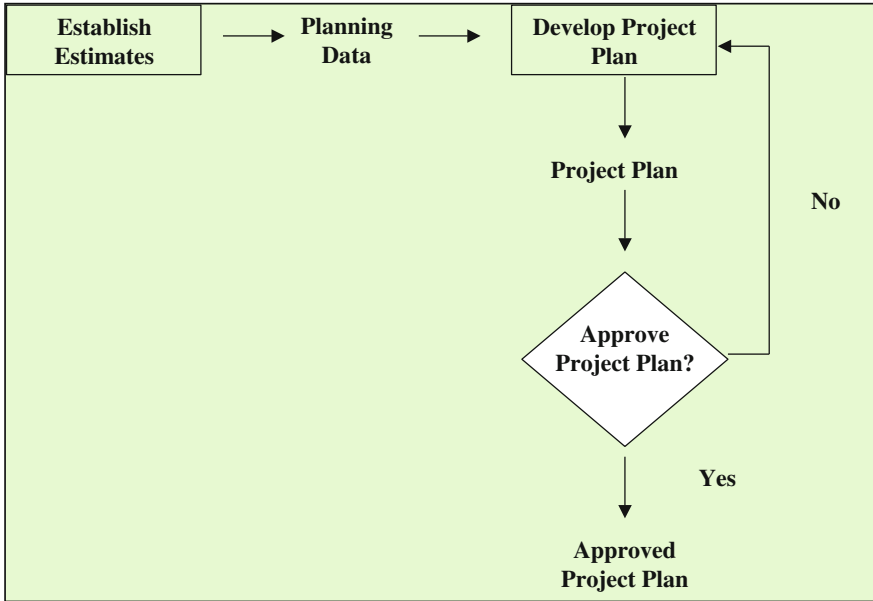 Establish
Estimates
Planning
Data
Develop Project
Plan
Project Plan
No
Approve
Project Plan?
Yes
Approved
Project Plan